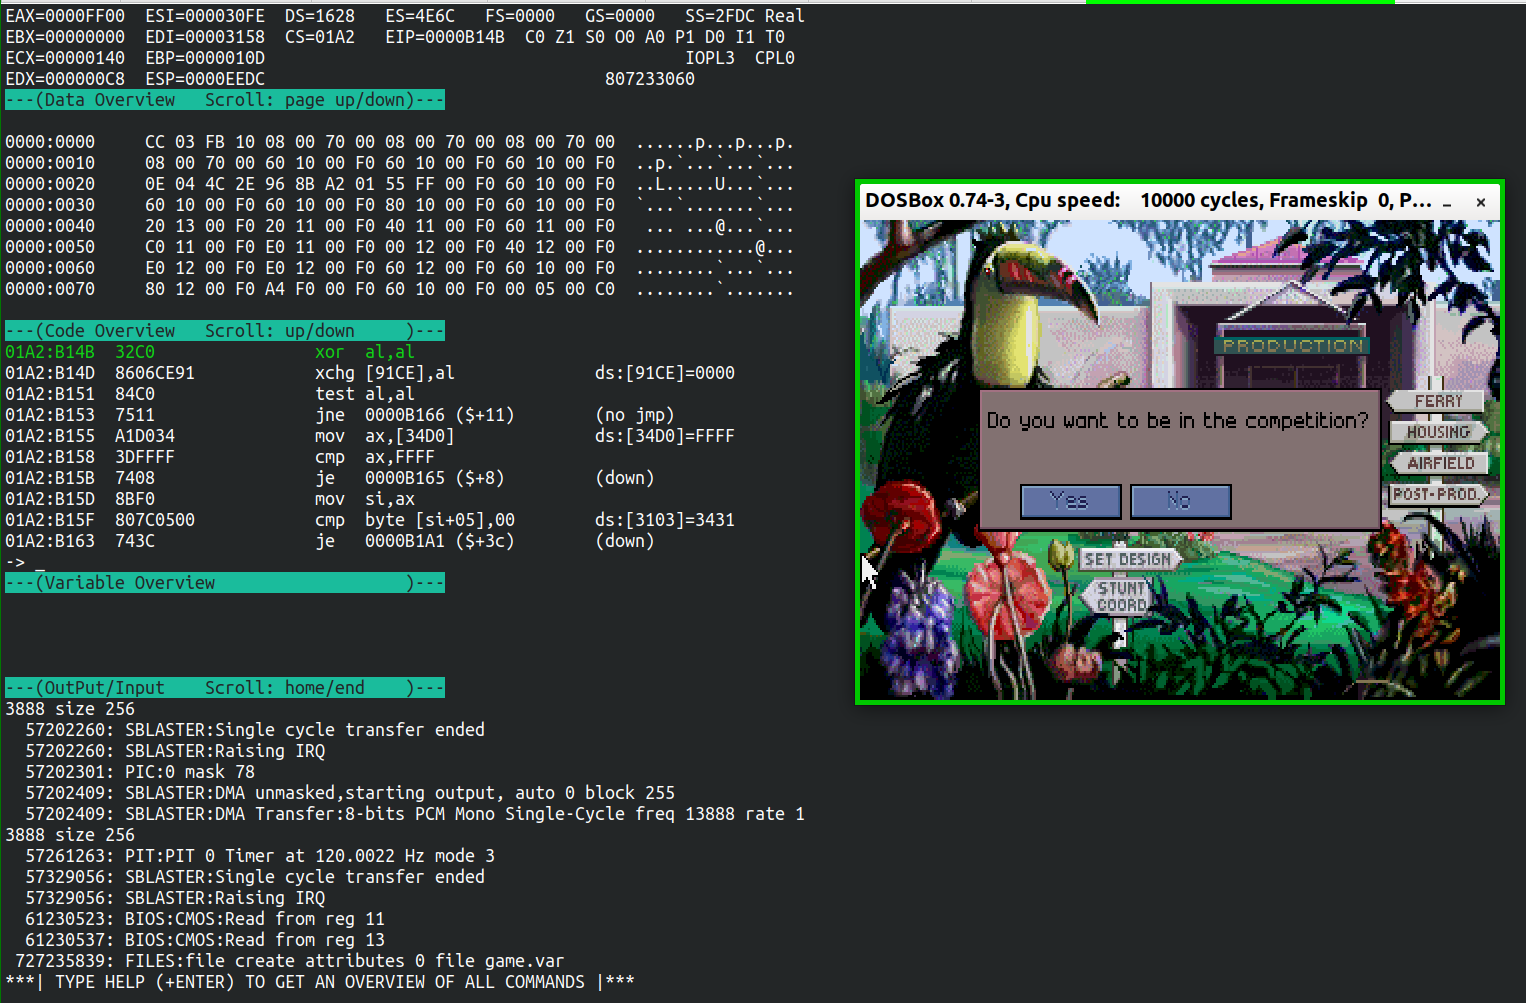 EAX=0000FF00  ESI=000030FE  DS=1628   ES=4E6C   FS=0000   GS=0000   SS=2FDC Real
EBX=00000000  EDI=00003158  CS=01A2   EIP=0000B14B  C0 Z1 S0 O0 A0 P1 D0 I1 T0
ECX=00000140  EBP=0000010D                                          IOPL3  CPL0
EDX=000000C8  ESP=0000EEDC                                  807233060
---(Data Overview   Scroll: page up/down)---
0000:0000     CC 03 FB 10 08 00 70 00 08 00 70 00 08 00 70 00  ......p...p...p.
0000:0010     08 00 70 00 60 10 00 F0 60 10 00 F0 60 10 00 F0  ..p.`...`...`...
0000:0020     0E 04 4C 2E 96 8B A2 01 55 FF 00 F0 60 10 00 F0  ..L.....U...`...
0000:0030     60 10 00 F0 60 10 00 F0 80 10 00 F0 60 10 00 F0  `...`.......`...
0000:0040     20 13 00 F0 20 11 00 F0 40 11 00 F0 60 11 00 F0   ... ...@...`...
0000:0050     C0 11 00 F0 E0 11 00 F0 00 12 00 F0 40 12 00 F0  ............@...
0000:0060     E0 12 00 F0 E0 12 00 F0 60 12 00 F0 60 10 00 F0  ........`...`...
0000:0070     80 12 00 F0 A4 F0 00 F0 60 10 00 F0 00 05 00 C0  ........`.......
---(Code Overview   Scroll: up/down     )---
01A2:B14B  32C0                xor  al,al
01A2:B14D  8606CE91            xchg [91CE],al              ds:[91CE]=0000
01A2:B151  84C0                test al,al
01A2:B153  7511                jne  0000B166 ($+11)        (no jmp)
01A2:B155  A1D034              mov  ax,[34D0]              ds:[34D0]=FFFF
01A2:B158  3DFFFF              cmp  ax,FFFF
01A2:B15B  7408                je   0000B165 ($+8)         (down)
01A2:B15D  8BF0                mov  si,ax
01A2:B15F  807C0500            cmp  byte [si+05],00        ds:[3103]=3431
01A2:B163  743C                je   0000B1A1 ($+3c)        (down)
-> _
---(Variable Overview                   )---
---(OutPut/Input    Scroll: home/end    )---
3888 size 256
57202260: SBLASTER:Single cycle transfer ended
57202260: SBLASTER:Raising IRQ
57202301: PIC:0 mask 78
57202409: SBLASTER:DMA unmasked,starting output, auto 0 block 255
57202409: SBLASTER:DMA Transfer:8-bits PCM Mono Single-Cycle freq 13888 rate 1
3888 size 256
57261263: PIT:PIT 0 Timer at 120.0022 Hz mode 3
57329056: SBLASTER:Single cycle transfer ended
57329056: SBLASTER:Raising IRQ
61230523: BIOS:CMOS:Read from reg 11
61230537: BIOS:CMOS:Read from reg 13
727235839: FILES:file create attributes 0 file game.var
***| TYPE HELP (+ENTER) TO GET AN OVERVIEW OF ALL COMMANDS |***
DOSBox 0.74-3, Cpu speed:    10000 cycles, Frameskip  0, P...
PRODUCTION
Do you want to be in the competition?
Yes
No
FERRY
HOUSING
AIRFIELD
POST-PROD.
SET DESIGN
STUNT
COORD